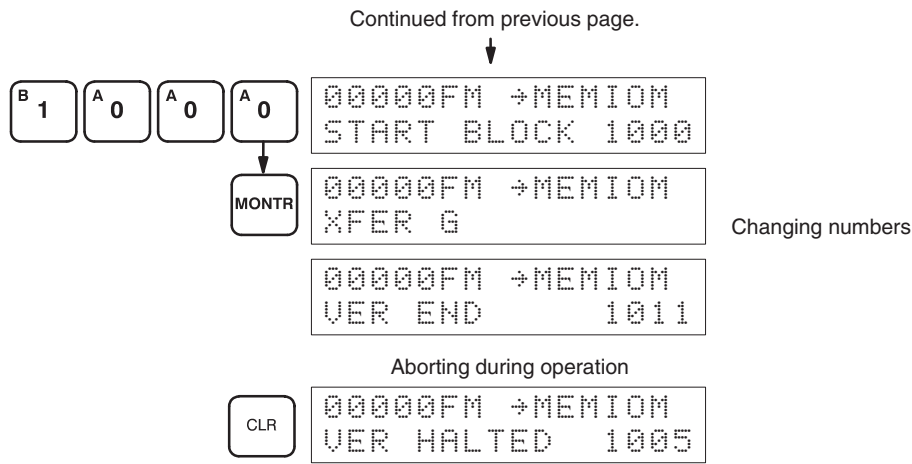 Continued from previous page.
B 1 A 0 A 0 A 0
00000FM →MEMIOM
START BLOCK 1000
MONTR
00000FM →MEMIOM
XFER G
Changing numbers
00000FM →MEMIOM
VER END 1011
Aborting during operation
CLR
00000FM →MEMIOM
VER HALTED 1005